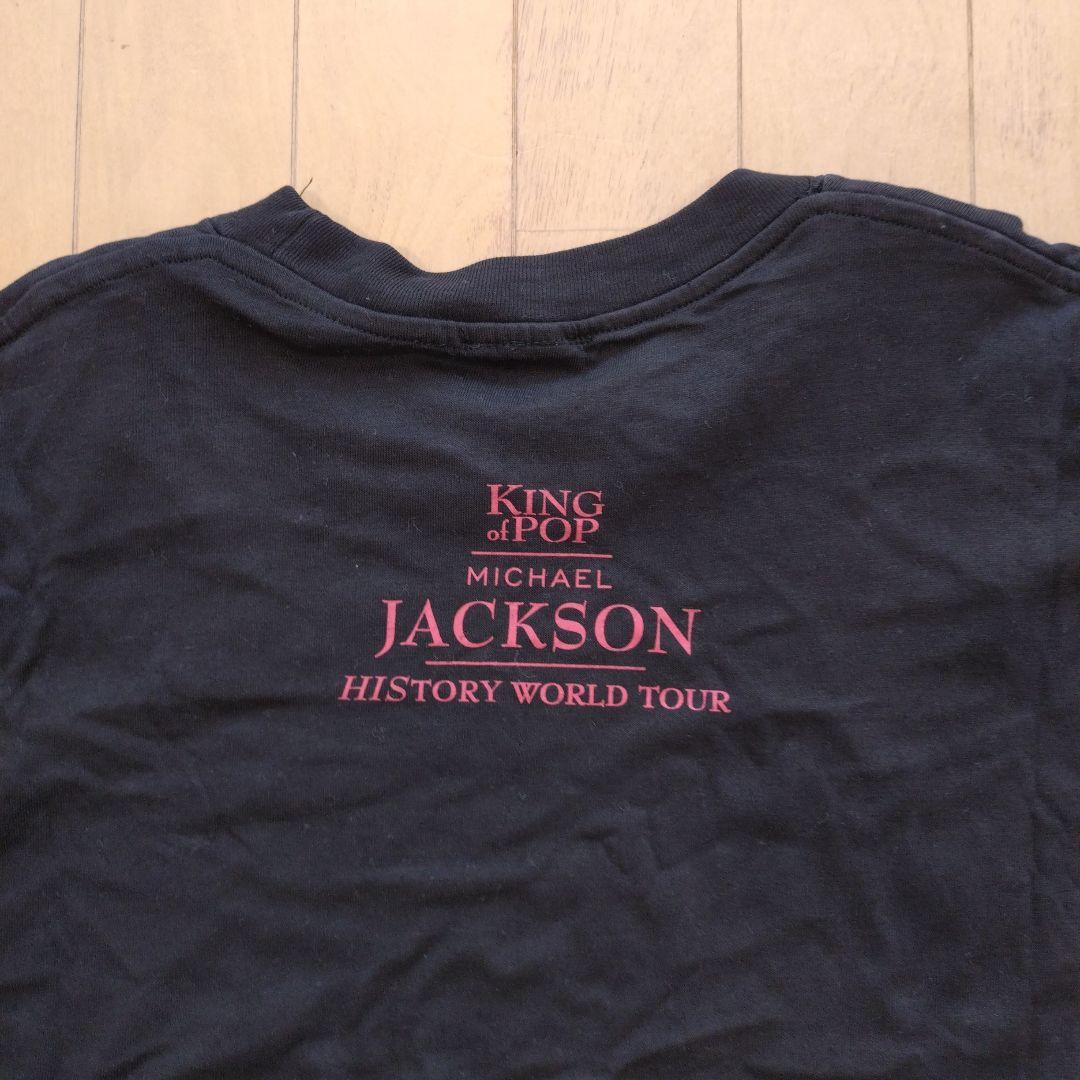 KING
of POP
MICHAEL
JACKSON
HISTORY WORLD TOUR